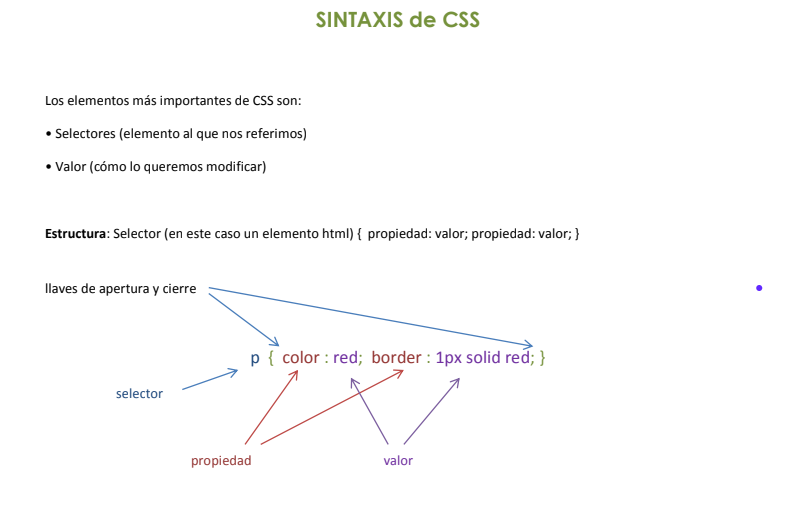 SINTAXIS de CSS
Los elementos más importantes de CSS son:
• Selectores (elemento al que nos referimos)
• Valor (cómo lo queremos modificar)
Estructura: Selector (en este caso un elemento html) { propiedad: valor; propiedad: valor; }
llaves de apertura y cierre
p { color : red; border : 1px solid red; }
selector
propiedad valor